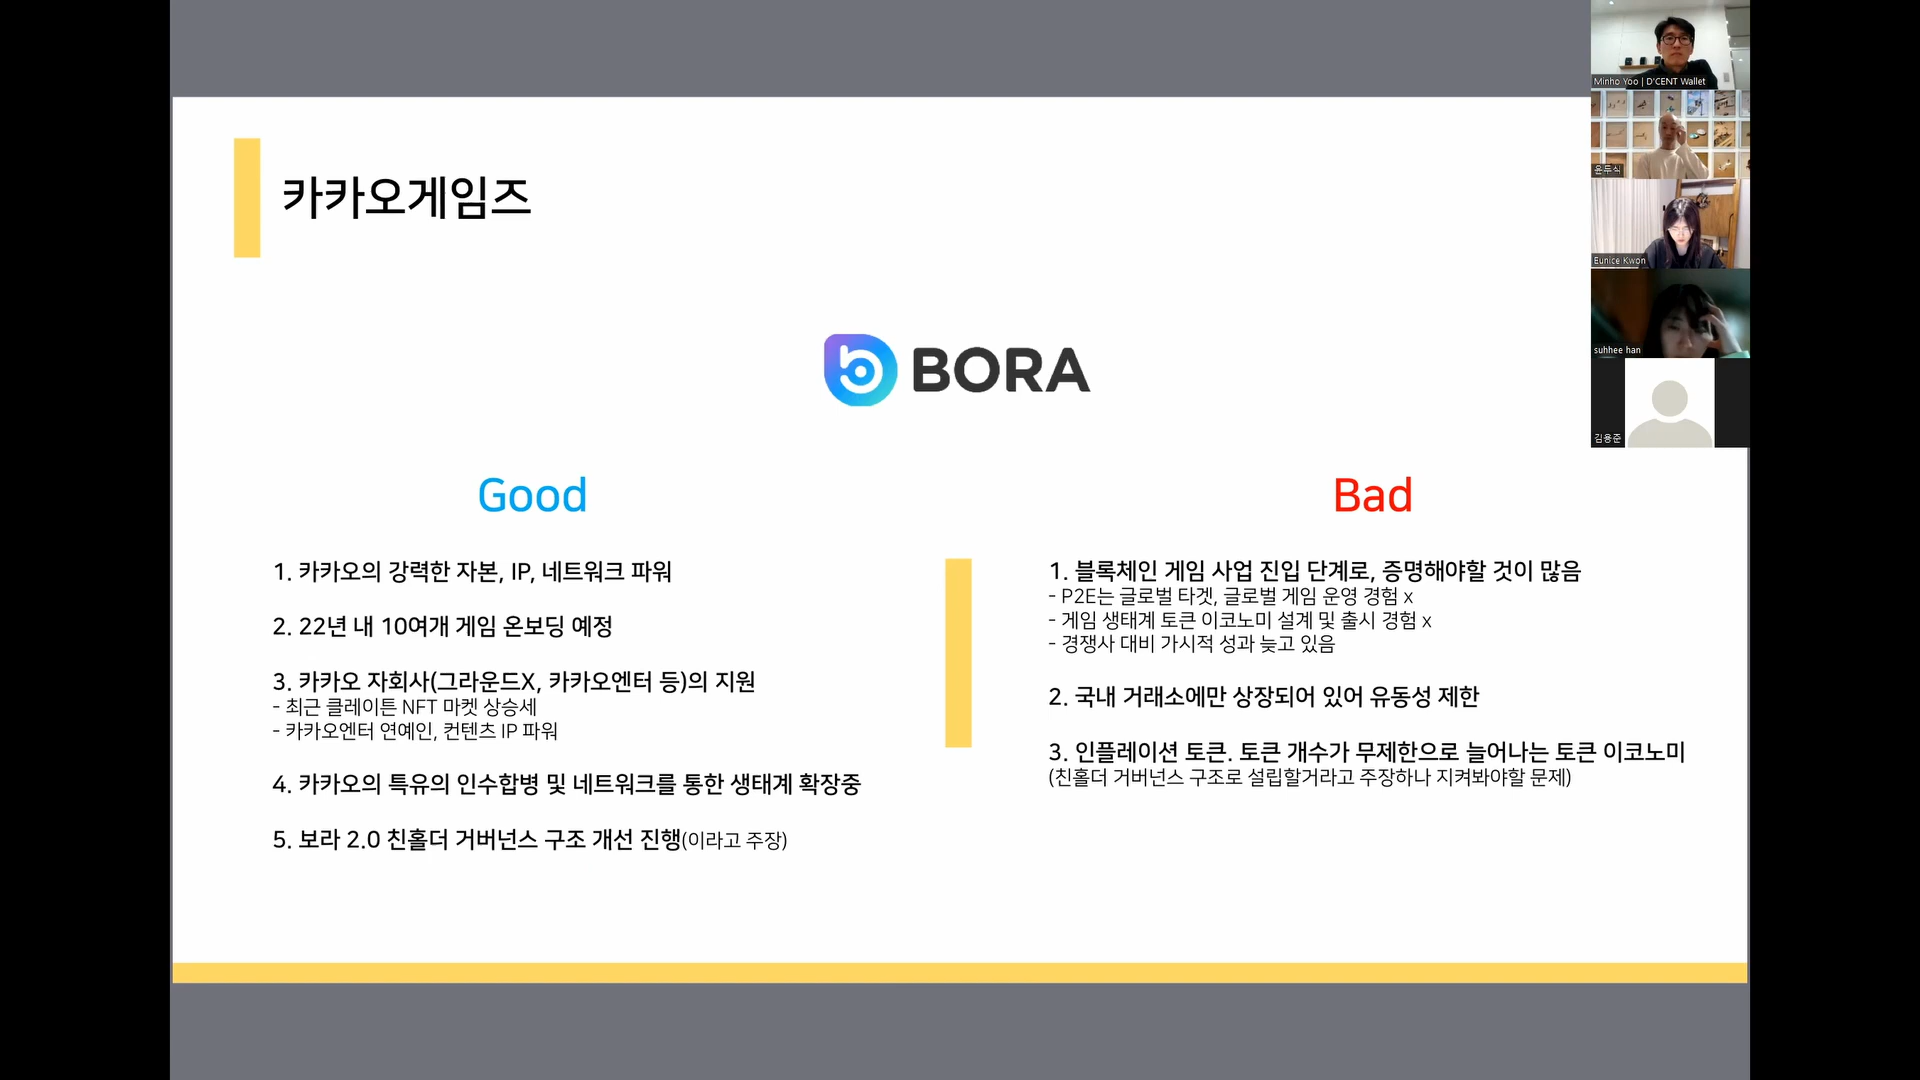 카카오게임즈
BORA
Good
1. 카카오의 강력한 자본, IP, 네트워크 파워
2. 22년 내 10여개 게임 온보딩 예정
3. 카카오 자회사(그라운드X, 카카오엔터 등)의 지원
- 최근 클레이튼 NFT 마켓 상승세
- 카카오엔터 연예인, 컨텐츠 IP 파워
4. 카카오의 특유의 인수합병 및 네트워크를 통한 생태계 확장중
5. 보라 2.0 친홀더 거버넌스 구조 개선 진행(이라고 주장)
Bad
1. 블록체인 게임 사업 진입 단계로, 증명해야할 것이 많음
- P2E는 글로벌 타겟, 글로벌 게임 운영 경험 x
- 게임 생태계 토큰 이코노미 설계 및 출시 경험 x
- 경쟁사 대비 가시적 성과 늦고 있음
2. 국내 거래소에만 상장되어 있어 유동성 제한
3. 인플레이션 토큰. 토큰 개수가 무제한으로 늘어나는 토큰 이코노미
(친홀더 거버넌스 구조로 설립할거라고 주장하나 지켜봐야할 문제)
Minho Yoo | D'CENT Wallet
윤두식
Eunice Kwon
suhhee han
김용준